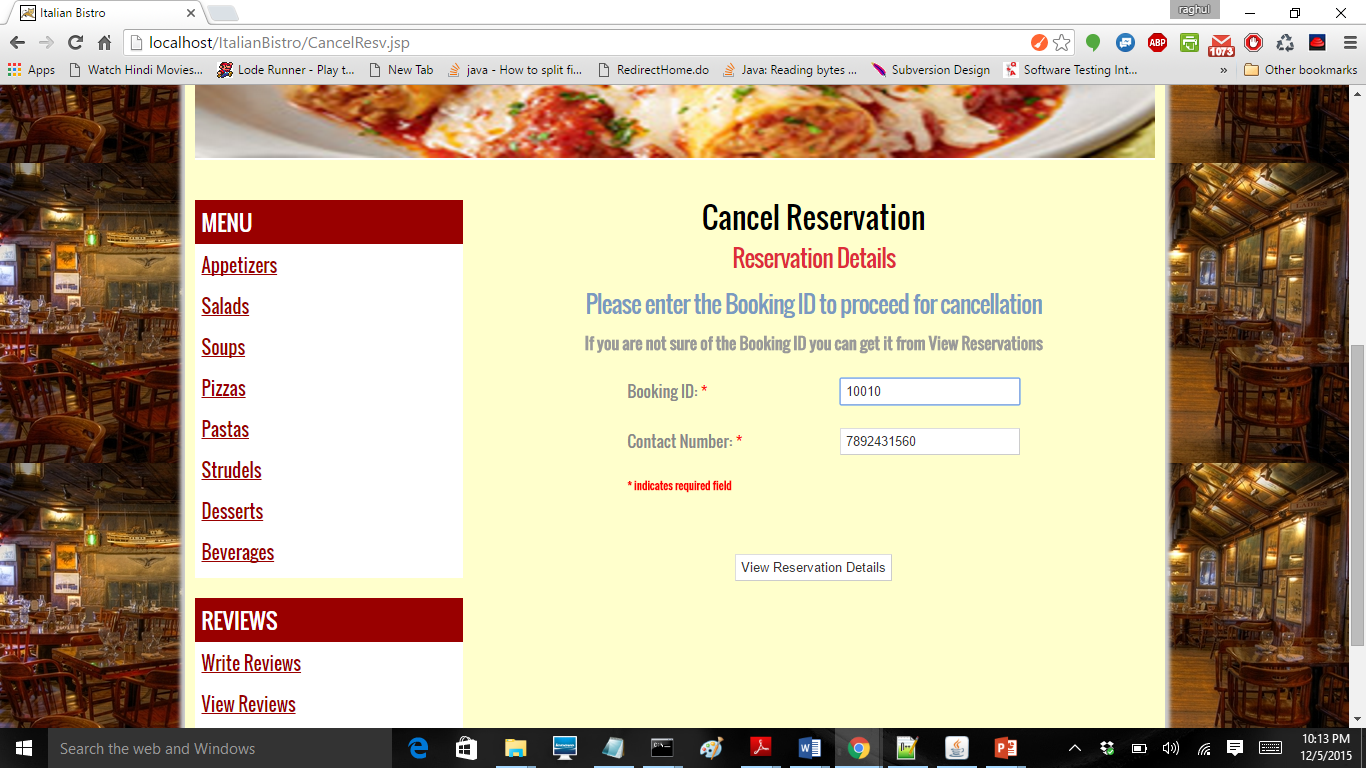 Italian Bistro
raghul
localhost/ItalianBistro/CancelResv.jsp
ABP
1073
Apps
Watch Hindi Movies...
Lode Runner - Play t...
New Tab
java - How to split fi...
RedirectHome.do
Java: Reading bytes ...
Subversion Design
Software Testing Int...
»
Other bookmarks
MENU
Appetizers
Salads
Soups
Pizzas
Pastas
Strudels
Desserts
Beverages
REVIEWS
Write Reviews
View Reviews
Cancel Reservation
Reservation Details
Please enter the Booking ID to proceed for cancellation
If you are not sure of the Booking ID you can get it from View Reservations
Booking ID: * 10010
Contact Number: * 7892431560
* indicates required field
View Reservation Details
Search the web and Windows
10:13 PM
12/5/2015